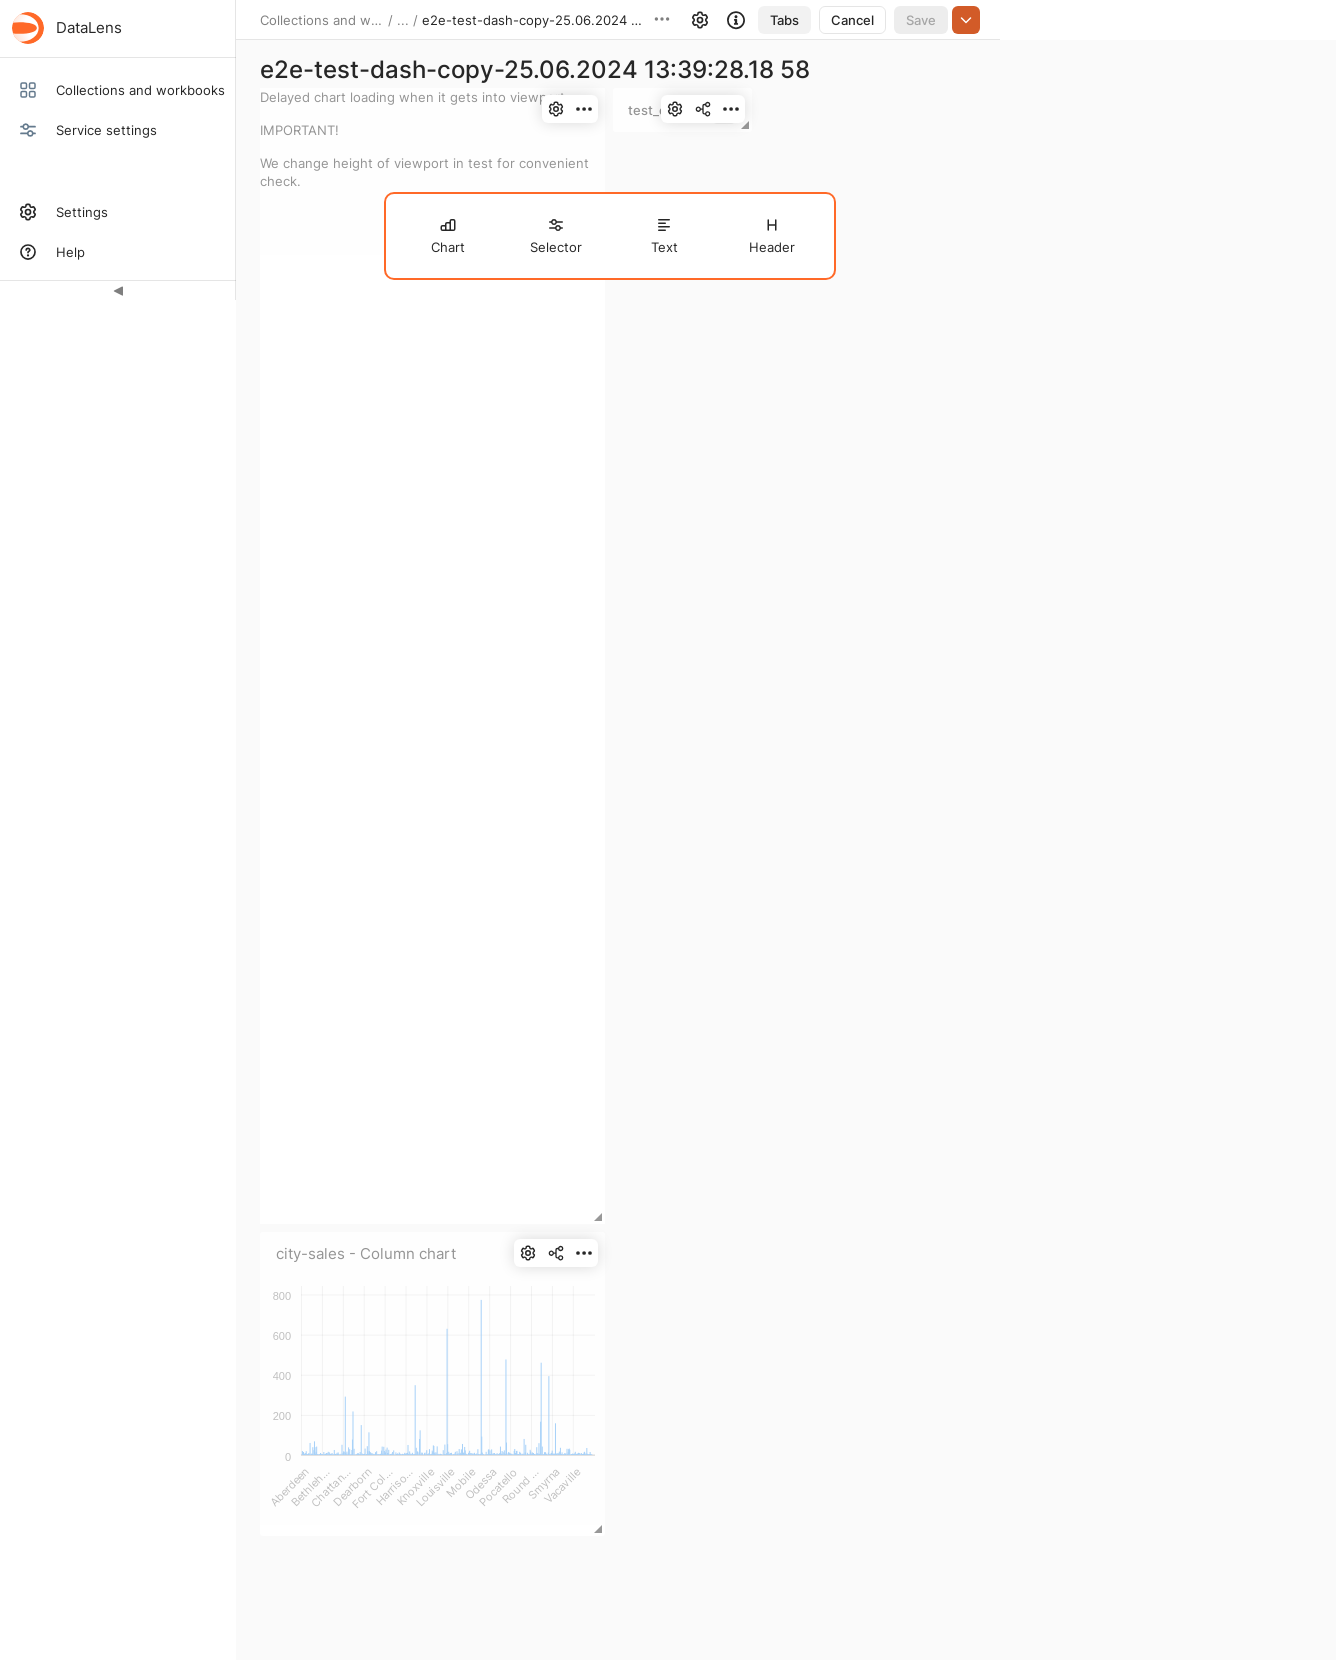 DataLens
Collections and workbooks
Service settings
Settings
Help
Collections and w... / ... / e2e-test-dash-copy-25.06.2024 ...
Tabs
Cancel
Save
e2e-test-dash-copy-25.06.2024 13:39:28.18 58
Delayed chart loading when it gets into
IMPORTANT!
We change height of viewport in test for convenient
check.
Chart
Selector
Text
Header
city-sales - Column chart
800
600
400
200
0
Aberdeen
Bethleh...
Chattan...
Dearborn
Fort Col...
Harriso...
Knoxville
Louisville
Mobile
Odessa
Pocatello
Round ...
Smyrna
Vacaville